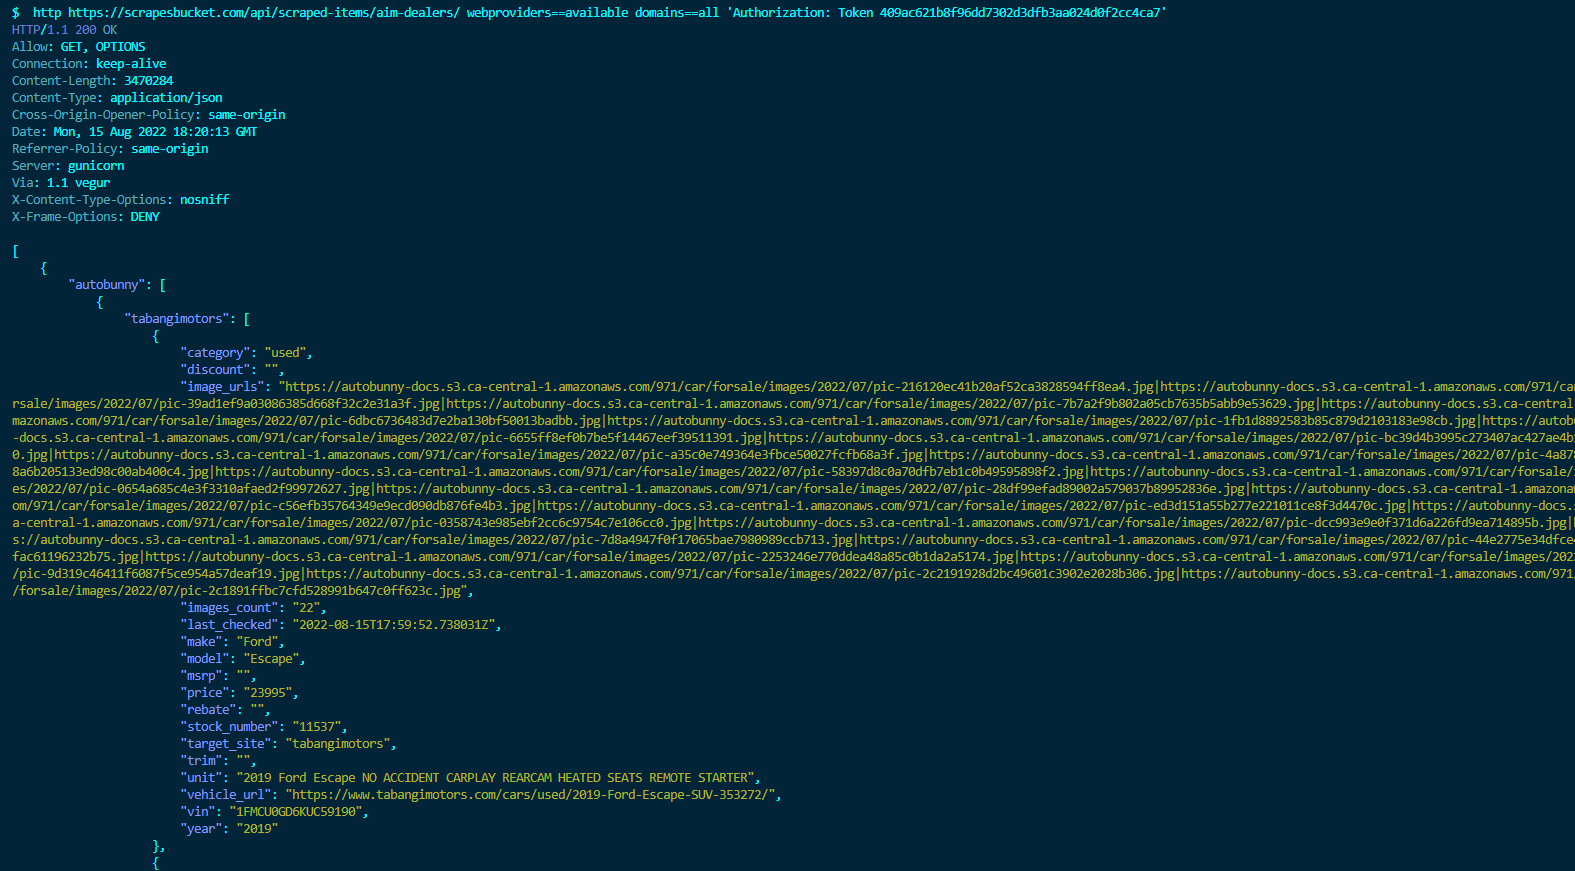 $  http https://scrapesbucket.com/api/scraped-items/aim-dealers/ webproviders==available domains==all 'Authorization: Token 409ac621b8f96dd7302d3dfb3aa024d0f2cc4ca7'
HTTP/1.1 200 OK
Allow: GET, OPTIONS
Connection: keep-alive
Content-Length: 3470284
Content-Type: application/json
Cross-Origin-Opener-Policy: same-origin
Date: Mon, 15 Aug 2022 18:20:13 GMT
Referrer-Policy: same-origin
Server: gunicorn
Via: 1.1 vegur
X-Content-Type-Options: nosniff
X-Frame-Options: DENY
[
{
"autobunny": [
{
"tabangimotors": [
{
"category": "used",
"discount": "",
"image_urls": "https://autobunny-docs.s3.ca-central-1.amazonaws.com/971/car/forsale/images/2022/07/pic-216120ec41b20af52ca3828594ff8ea4.jpg|https://autobunny-docs.s3.ca-central-1.amazonaws.com/971/ca
rsale/images/2022/07/pic-39ad1ef9a03086385d668f32c2e31a3f.jpg|https://autobunny-docs.s3.ca-central-1.amazonaws.com/971/car/forsale/images/2022/07/pic-7b7a2f9b802a05cb7635b5abb9e53629.jpg|https://autobunny-docs.s3.ca-central
mazonaws.com/971/car/forsale/images/2022/07/pic-6dbc6736483d7e2ba130bf50013badbb.jpg|https://autobunny-docs.s3.ca-central-1.amazonaws.com/971/car/forsale/images/2022/07/pic-1fb1d8892583b85c879d2103183e98cb.jpg|https://autob
-docs.s3.ca-central-1.amazonaws.com/971/car/forsale/images/2022/07/pic-6655ff8ef0b7be5f14467eef39511391.jpg|https://autobunny-docs.s3.ca-central-1.amazonaws.com/971/car/forsale/images/2022/07/pic-bc39d4b3995c273407ac427ae4b
0.jpg|https://autobunny-docs.s3.ca-central-1.amazonaws.com/971/car/forsale/images/2022/07/pic-a35c0e749364e3fbce50027fcfb68a3f.jpg|https://autobunny-docs.s3.ca-central-1.amazonaws.com/971/car/forsale/images/2022/07/pic-4a878
8a6b205133ed98c00ab400c4.jpg|https://autobunny-docs.s3.ca-central-1.amazonaws.com/971/car/forsale/images/2022/07/pic-58397d8c0a70dfb7eb1c0b49595898f2.jpg|https://autobunny-docs.s3.ca-central-1.amazonaws.com/971/car/forsale/
es/2022/07/pic-0654a685c4e3f3310afaed2f99972627.jpg|https://autobunny-docs.s3.ca-central-1.amazonaws.com/971/car/forsale/images/2022/07/pic-28df99efad89002a579037b89952836e.jpg|https://autobunny-docs.s3.ca-central-1.amazona
om/971/car/forsale/images/2022/07/pic-c56efb35764349e9ecd090db876fe4b3.jpg|https://autobunny-docs.s3.ca-central-1.amazonaws.com/971/car/forsale/images/2022/07/pic-ed3d151a55b277e221011ce8f3d4470c.jpg|https://autobunny-docs.s
a-central-1.amazonaws.com/971/car/forsale/images/2022/07/pic-0358743e985ebf2cc6c9754c7e106cc0.jpg|https://autobunny-docs.s3.ca-central-1.amazonaws.com/971/car/forsale/images/2022/07/pic-dcc993e9e0f371d6a226fd9ea714895b.jpg|
s://autobunny-docs.s3.ca-central-1.amazonaws.com/971/car/forsale/images/2022/07/pic-7d8a4947f0f17065bae7980989ccb713.jpg|https://autobunny-docs.s3.ca-central-1.amazonaws.com/971/car/forsale/images/2022/07/pic-44e2775e34dfce
fac61196232b75.jpg|https://autobunny-docs.s3.ca-central-1.amazonaws.com/971/car/forsale/images/2022/07/pic-2253246e770ddea48a85c0b1da2a5174.jpg|https://autobunny-docs.s3.ca-central-1.amazonaws.com/971/car/forsale/images/202
/pic-9d319c46411f6087f5ce954a57deaf19.jpg|https://autobunny-docs.s3.ca-central-1.amazonaws.com/971/car/forsale/images/2022/07/pic-2c2191928d2bc49601c3902e2028b306.jpg|https://autobunny-docs.s3.ca-central-1.amazonaws.com/971
/forsale/images/2022/07/pic-2c1891ffbc7cfd528991b647c0ff623c.jpg",
"images_count": "22",
"last_checked": "2022-08-15T17:59:52.738031Z",
"make": "Ford",
"model": "Escape",
"msrp": "",
"price": "23995",
"rebate": "",
"stock_number": "11537",
"target_site": "tabangimotors",
"trim": "",
"unit": "2019 Ford Escape NO ACCIDENT CARPLAY REARCAM HEATED SEATS REMOTE STARTER",
"vehicle_url": "https://www.tabangimotors.com/cars/used/2019-Ford-Escape-SUV-353272/",
"vin": "1FMCU0GD6KUC59190",
"year": "2019"
},
{